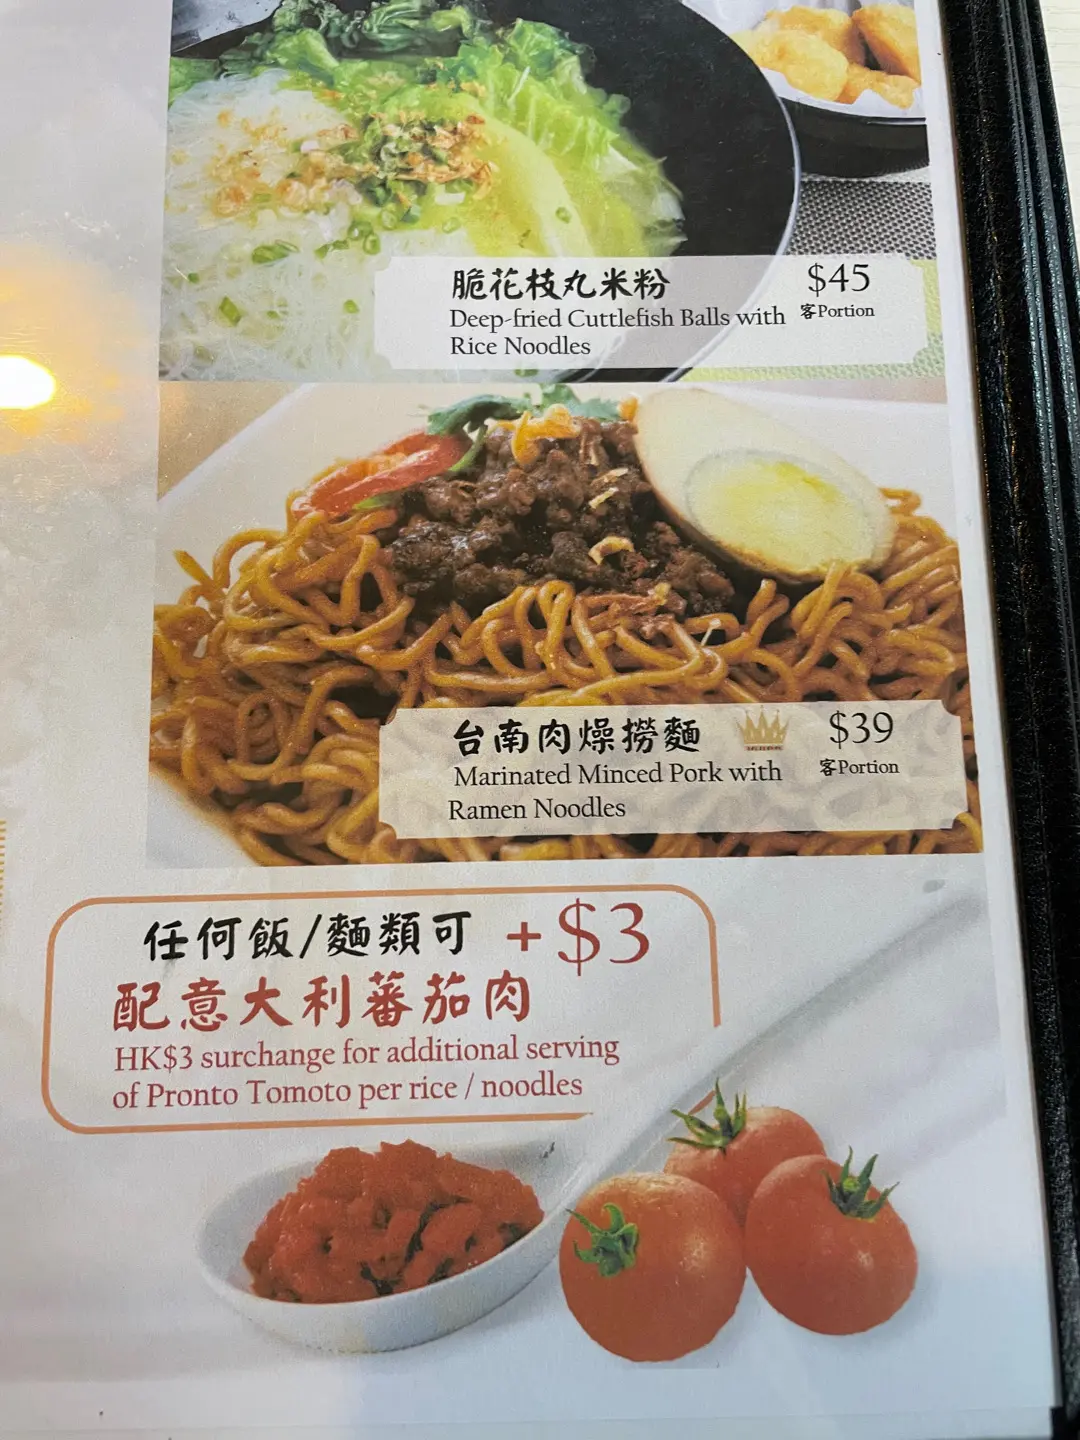 脆花枝丸米粉 $45
Deep-fried Cuttlefish Balls with 客Portion
Rice Noodles
台南肉燥撈麵 $39
Marinated Minced Pork with 客Portion
Ramen Noodles
任何飯/麵類可 +$3
配意大利蕃茄肉
HK$3 surchange for additional serving
of Pronto Tomoto per rice / noodles